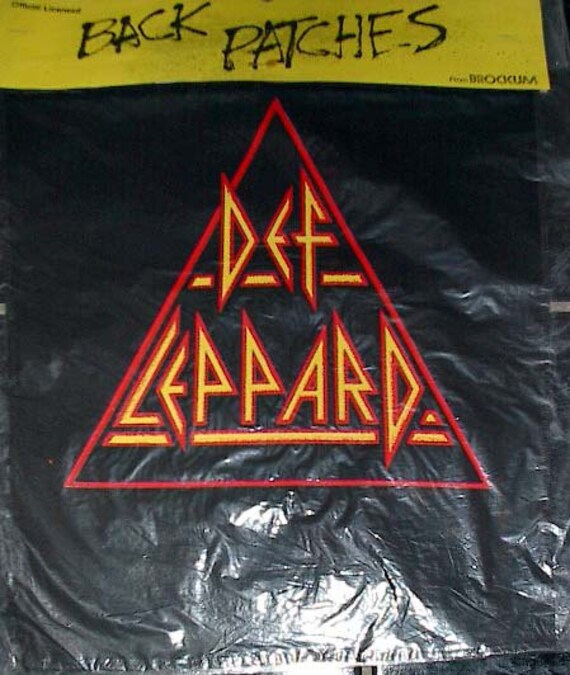 Official Licensed
BACK PATCHES
From BROCKUM
DEF
LEPPARD